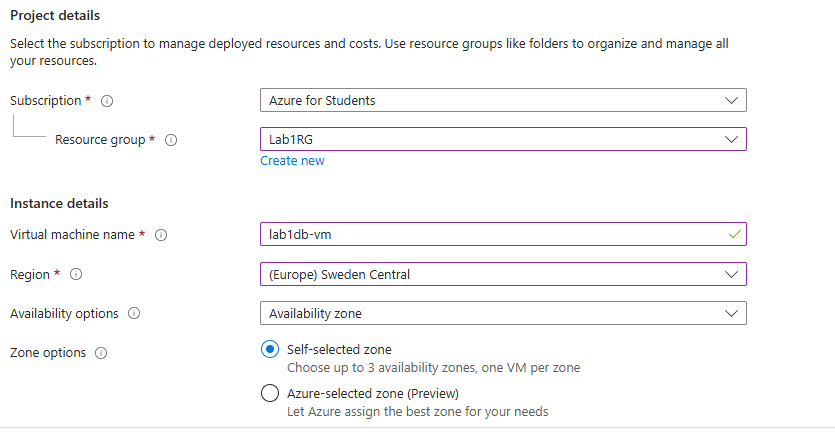 Project details
Select the subscription to manage deployed resources and costs. Use resource groups like folders to organize and manage all
your resources.
Subscription *
Azure for Students
Resource group *
Lab1RG
Create new
Instance details
Virtual machine name *
lab1db-vm
Region *
(Europe) Sweden Central
Availability options
Availability zone
Zone options
Self-selected zone
Choose up to 3 availability zones, one VM per zone
Azure-selected zone (Preview)
Let Azure assign the best zone for your needs